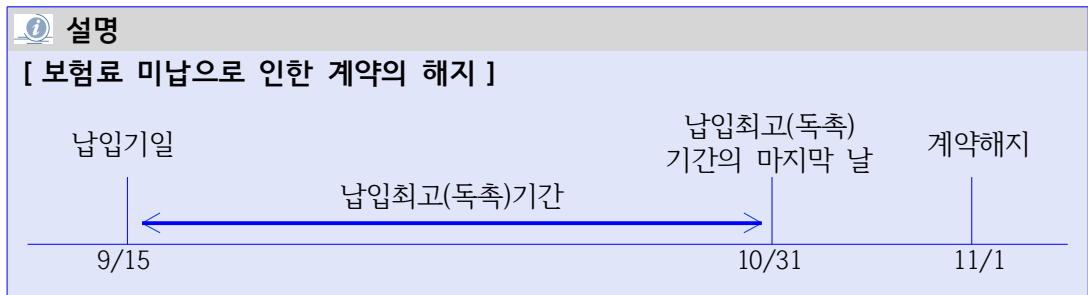 설명
[ 보험료 미납으로 인한 계약의 해지 ]
납입기일
납입최고(독촉)
기간의 마지막 날
계약해지
납입최고(독촉)기간
9/15
10/31
11/1